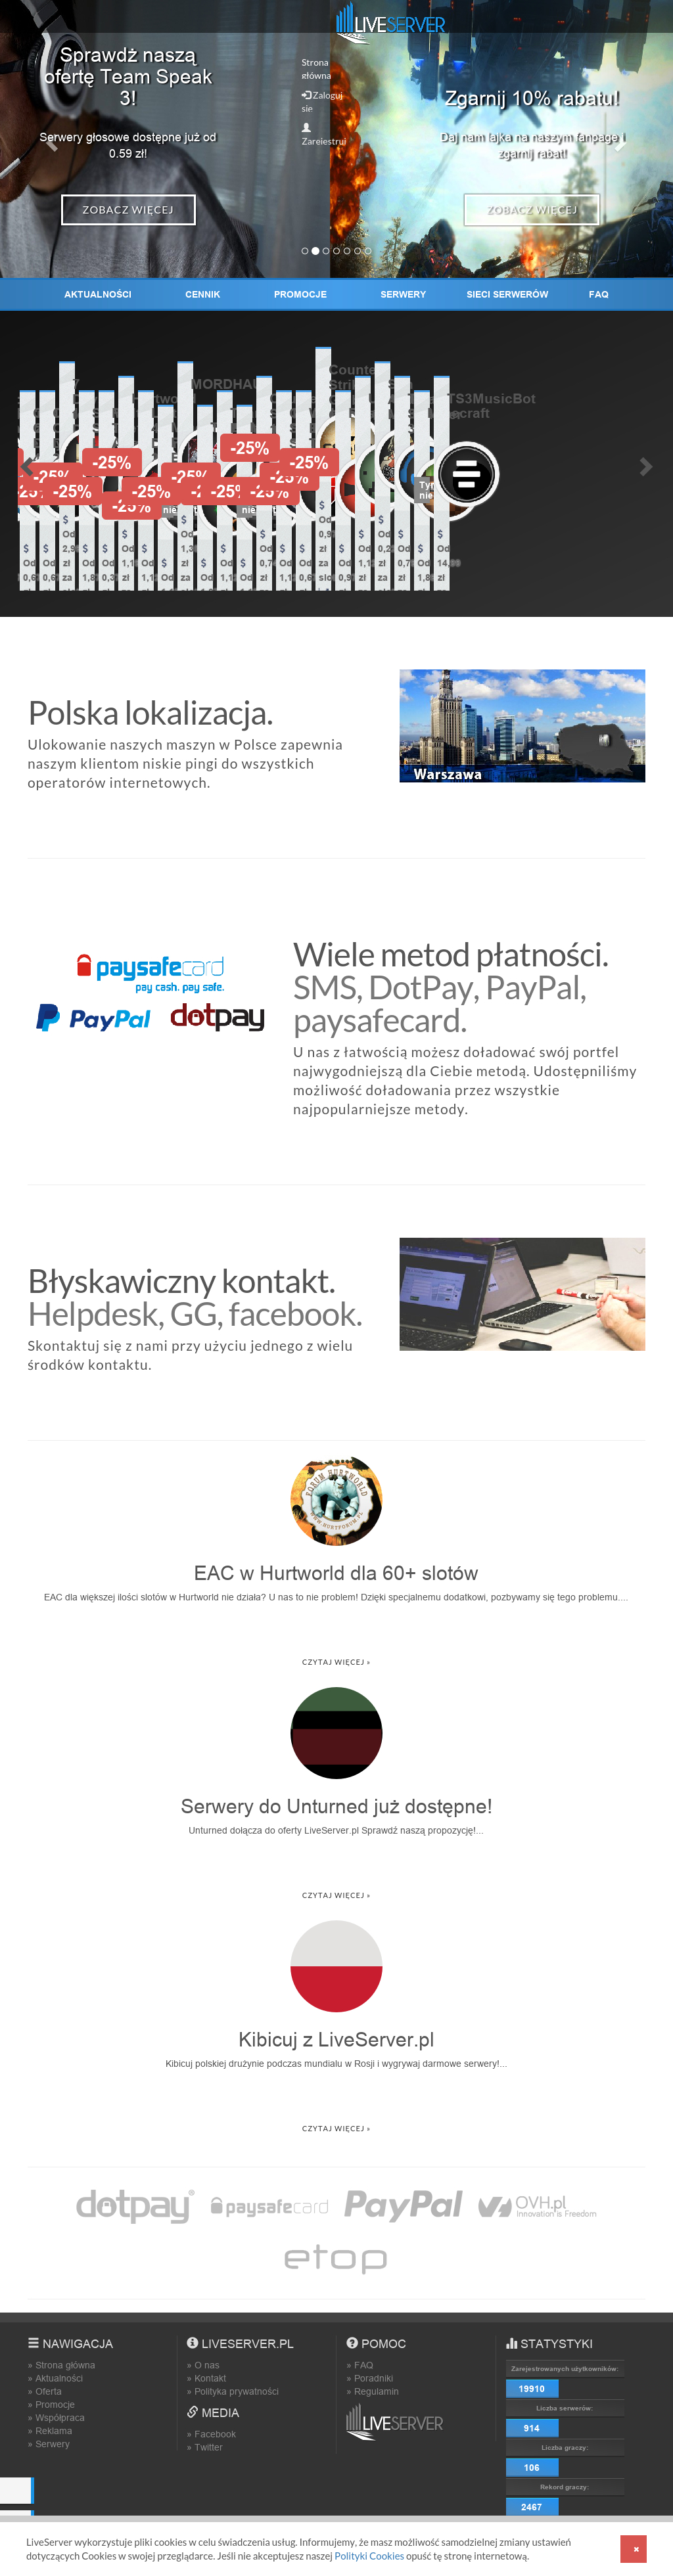 LIVESERVER
Sprawdź naszą
ofertę Team Speak
3!
Serwery głosowe dostępne już od
0.59 zł!
ZOBACZ WIĘCEJ
Strona
główna
Zaloguj
się
Zarejestruj
Zgarnij 10% rabatu!
Daj nam lajka na naszym fanpage i
zgarnij rabat!
ZOBACZ WIĘCEJ
AKTUALNOŚCI
CENNIK
PROMOCJE
SERWERY
SIECI SERWERÓW
FAQ
TS3MusicBot
-25%
-25%
-25%
-25%
-25%
Polska lokalizacja.
Ulokowanie naszych maszyn w Polsce zapewnia
naszym klientom niskie pingi do wszystkich
operatorów internetowych.
Warszawa
paysafecard
pay cash. pay safe.
PayPal
dotpay
Wiele metod płatności.
SMS, DotPay, PayPal,
paysafecard.
U nas z łatwością możesz doładować swój portfel
najwygodniejszą dla Ciebie metodą. Udostępniliśmy
możliwość doładowania przez wszystkie
najpopularniejsze metody.
Błyskawiczny kontakt.
Helpdesk, GG, facebook.
Skontaktuj się z nami przy użyciu jednego z wielu
środków kontaktu.
FORUM HURTWORLD
EAC w Hurtworld dla 60+ slotów
EAC dla większej ilości slotów w Hurtworld nie działa? U nas to nie problem! Dzięki specjalnemu dodatkowi, pozbywamy się tego problemu....
CZYTAJ WIĘCEJ »
Serwery do Unturned już dostępne!
Unturned dołącza do oferty LiveServer.pl Sprawdź naszą propozycję!...
CZYTAJ WIĘCEJ »
Kibicuj z LiveServer.pl
Kibicuj polskiej drużynie podczas mundialu w Rosji i wygrywaj darmowe serwery!...
CZYTAJ WIĘCEJ »
dotpay®
paysafecard
PayPal
OVH.pl
Innovation is Freedom
etop
NAWIGACJA
» Strona główna
» Aktualności
» Oferta
» Promocje
» Współpraca
» Reklama
» Serwery
LIVESERVER.PL
» O nas
» Kontakt
» Polityka prywatności
MEDIA
» Facebook
» Twitter
POMOC
» FAQ
» Poradniki
» Regulamin
LIVESERVER
STATYSTYKI
Zarejestrowanych użytkowników:
19910
Liczba serwerów:
914
Liczba graczy:
106
Rekord graczy:
2467
LiveServer wykorzystuje pliki cookies w celu świadczenia usług. Informujemy, że masz możliwość samodzielnej zmiany ustawień
dotyczących Cookies w swojej przeglądarce. Jeśli nie akceptujesz naszej Polityki Cookies opuść tę stronę internetową.